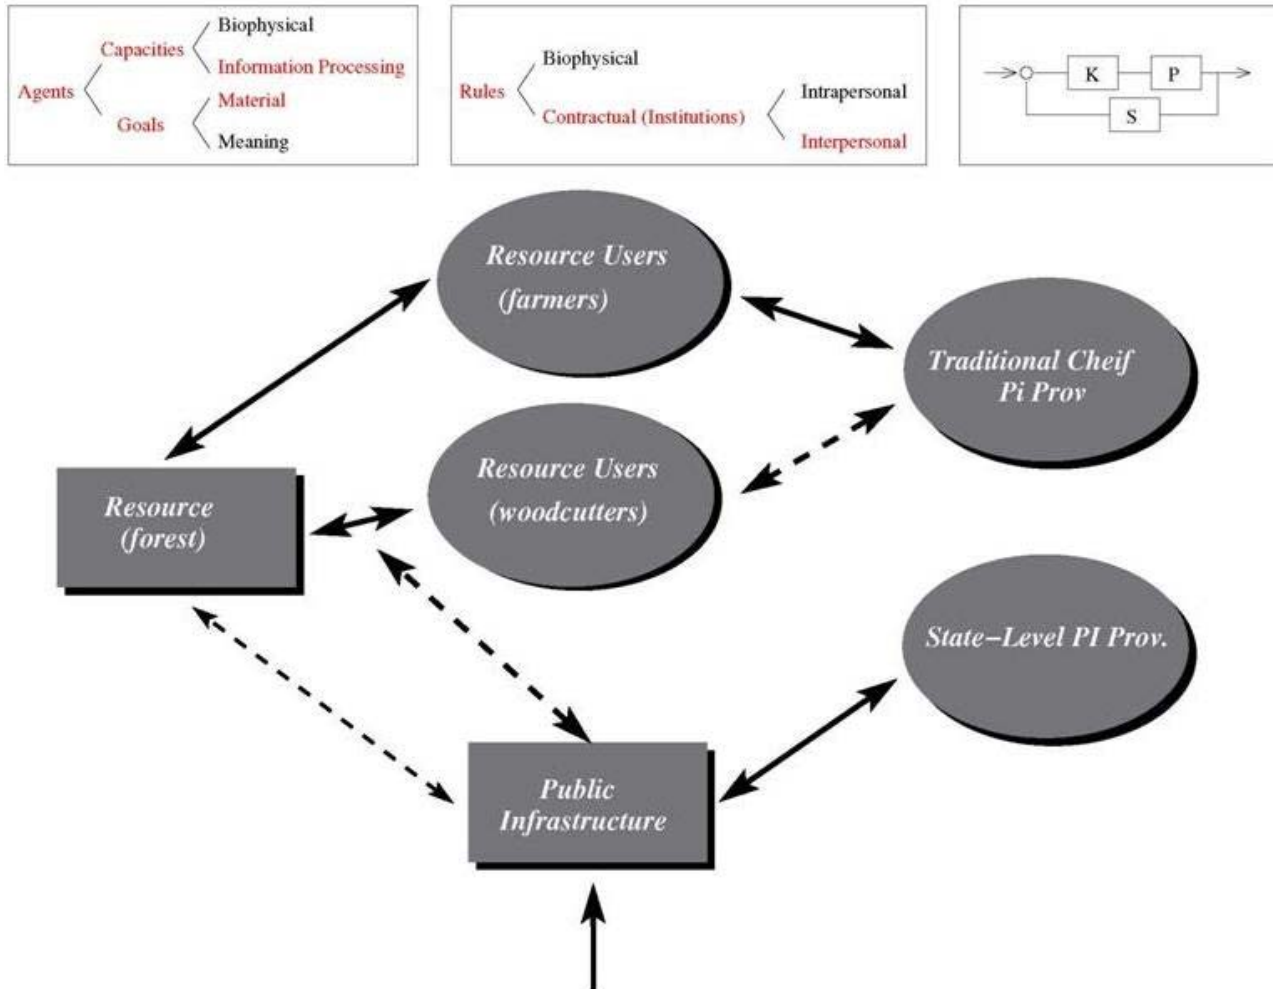 Agents
Capacities
Biophysical
Information Processing
Goals
Material
Meaning
Rules
Biophysical
Contractual (Institutions)
Intrapersonal
Interpersonal
K
P
S
Resource Users
(farmers)
Traditional Cheif
Pi Prov
Resource Users
(woodcutters)
Resource
(forest)
State-Level PI Prov.
Public
Infrastructure